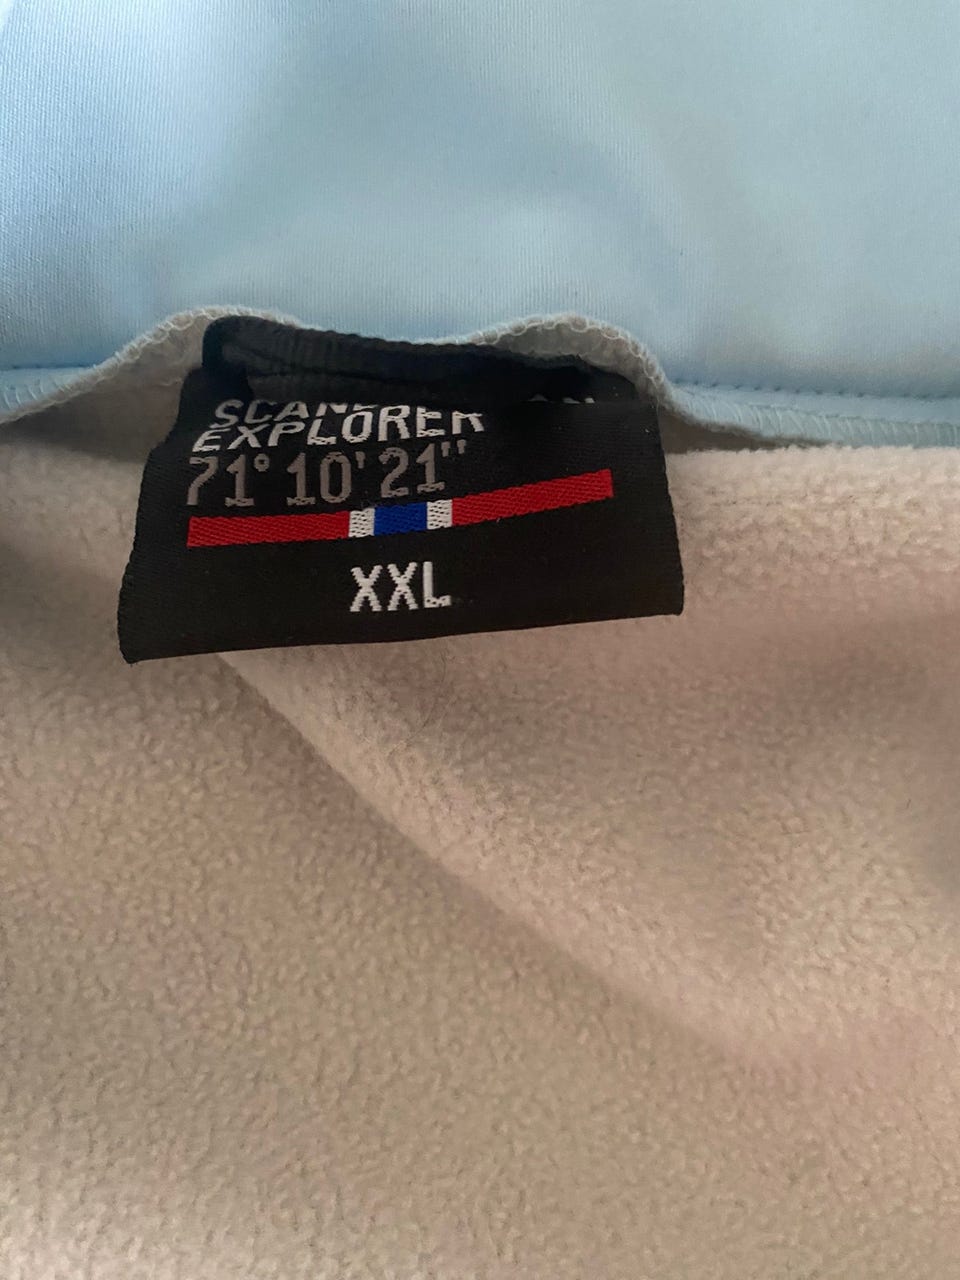 EXPLORER
71° 10' 21"
XXL